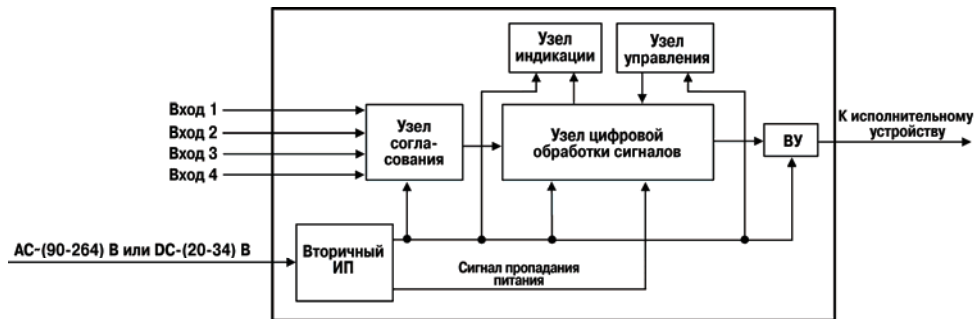 Узел
индикации
Узел
управления
Вход 1
Вход 2
Вход 3
Вход 4
Узел
согла-
сования
Узел цифровой
обработки сигналов
ВУ
К исполнительному
устройству
AC~(90-264) В или DC-(20-34) В
Вторичный
ИП
Сигнал пропадания
питания